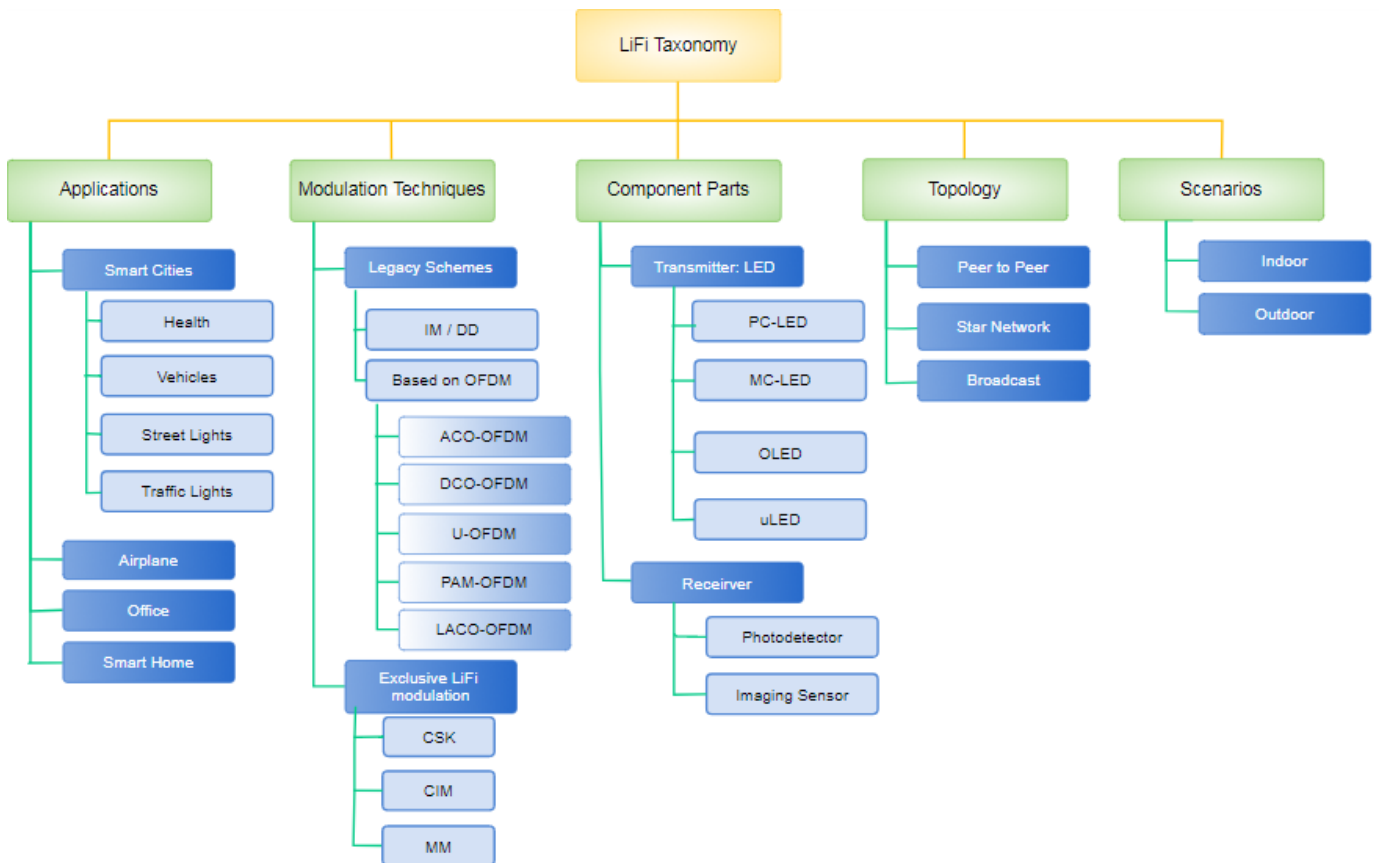 LiFi Taxonomy
Applications
Modulation Techniques
Component Parts
Topology
Scenarios
Smart Cities
Health
Vehicles
Street Lights
Traffic Lights
Airplane
Office
Smart Home
Legacy Schemes
IM / DD
Based on OFDM
ACO-OFDM
DCO-OFDM
U-OFDM
PAM-OFDM
LACO-OFDM
Exclusive LiFi
modulation
CSK
CIM
MM
Transmitter: LED
PC-LED
MC-LED
OLED
uLED
Receirver
Photodetector
Imaging Sensor
Peer to Peer
Star Network
Broadcast
Indoor
Outdoor